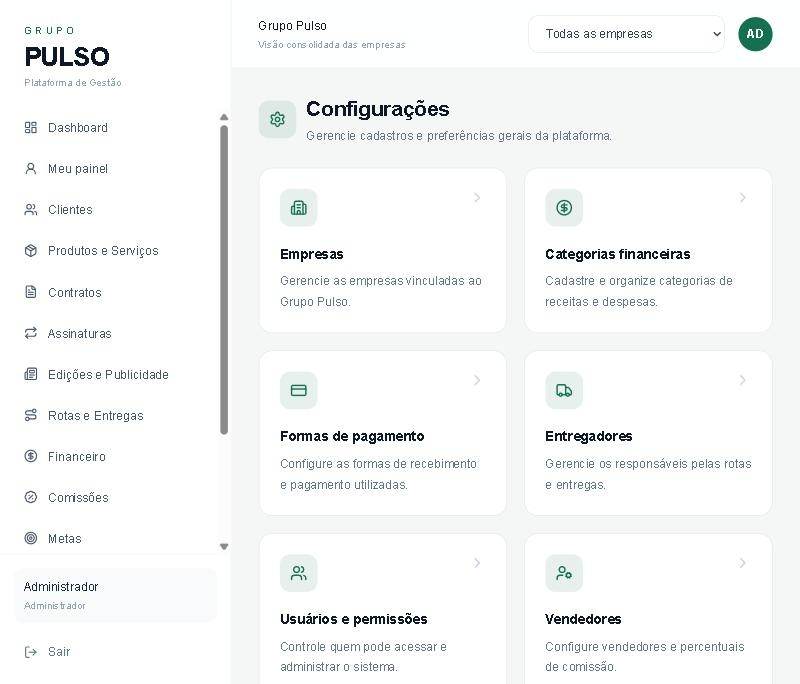 GRUPO
PULSO
Plataforma de Gestão
Dashboard
Meu painel
Clientes
Produtos e Serviços
Contratos
Assinaturas
Edições e Publicidade
Rotas e Entregas
Financeiro
Comissões
Metas
Administrador
Administrador
Sair
Grupo Pulso
Visão consolidada das empresas
Todas as empresas
AD
Configurações
Gerencie cadastros e preferências gerais da plataforma.
Empresas
Gerencie as empresas vinculadas ao
Grupo Pulso.
Categorias financeiras
Cadastre e organize categorias de
receitas e despesas.
Formas de pagamento
Configure as formas de recebimento
e pagamento utilizadas.
Entregadores
Gerencie os responsáveis pelas rotas
e entregas.
Usuários e permissões
Controle quem pode acessar e
administrar o sistema.
Vendedores
Configure vendedores e percentuais
de comissão.